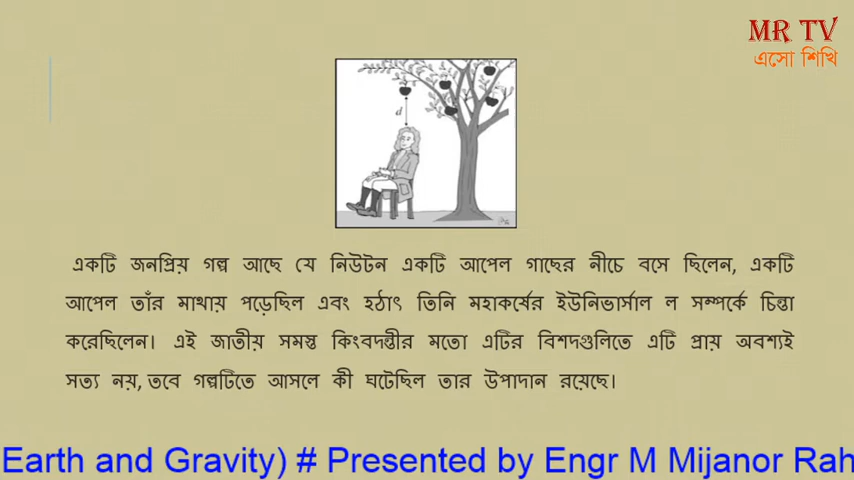 MR TV
এসো শিখি
d
একটি জনপ্রিয় গল্প আছে যে নিউটন একটি আপেল গাছের নীচে বসে ছিলেন, একটি
আপেল তাঁর মাথায় পড়েছিল এবং হঠাৎ তিনি মহাকর্ষের ইউনিভার্সাল ল সম্পর্কে চিন্তা
করেছিলেন। এই জাতীয় সমস্ত কিংবদন্তীর মতো এটির বিশদগুলিতে এটি প্রায় অবশ্যই
সত্য নয়, তবে গল্পটিতে আসলে কী ঘটেছিল তার উপাদান রয়েছে।
Earth and Gravity) # Presented by Engr M Mijanor Rah